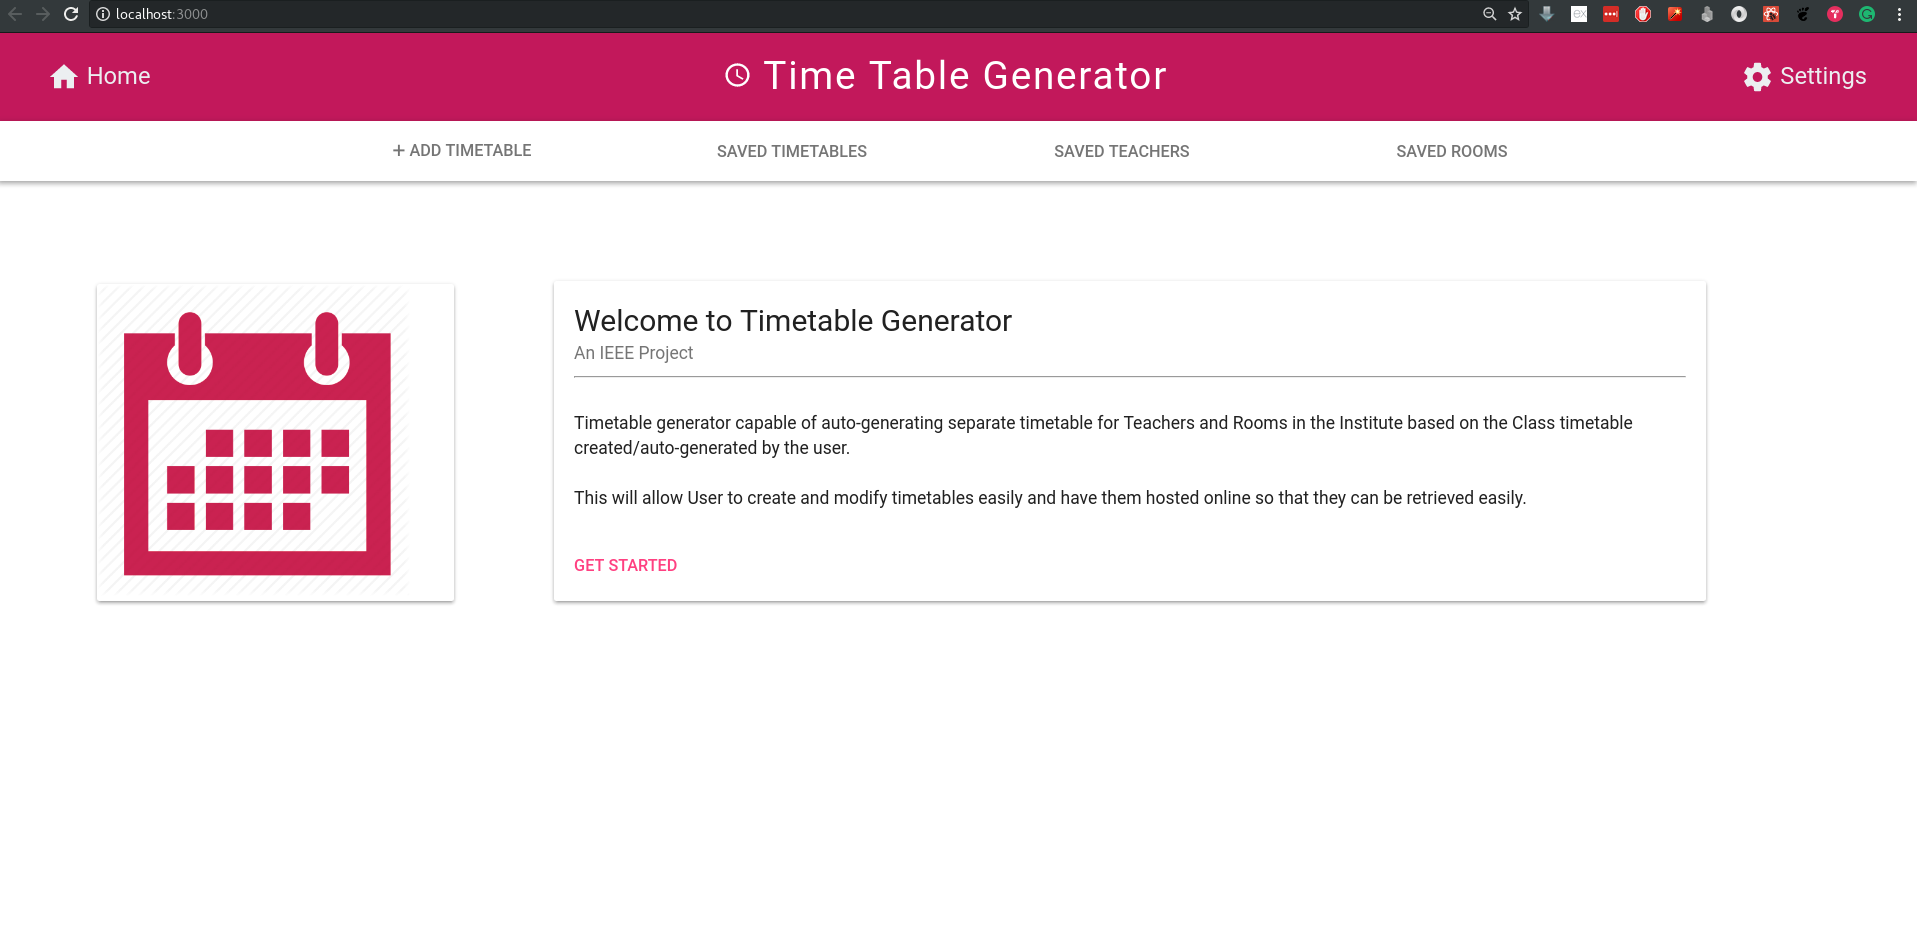 localhost:3000
Home
Time Table Generator
Settings
+ ADD TIMETABLE
SAVED TIMETABLES
SAVED TEACHERS
SAVED ROOMS
Welcome to Timetable Generator
An IEEE Project
Timetable generator capable of auto-generating separate timetable for Teachers and Rooms in the Institute based on the Class timetable
created/auto-generated by the user.
This will allow User to create and modify timetables easily and have them hosted online so that they can be retrieved easily.
GET STARTED